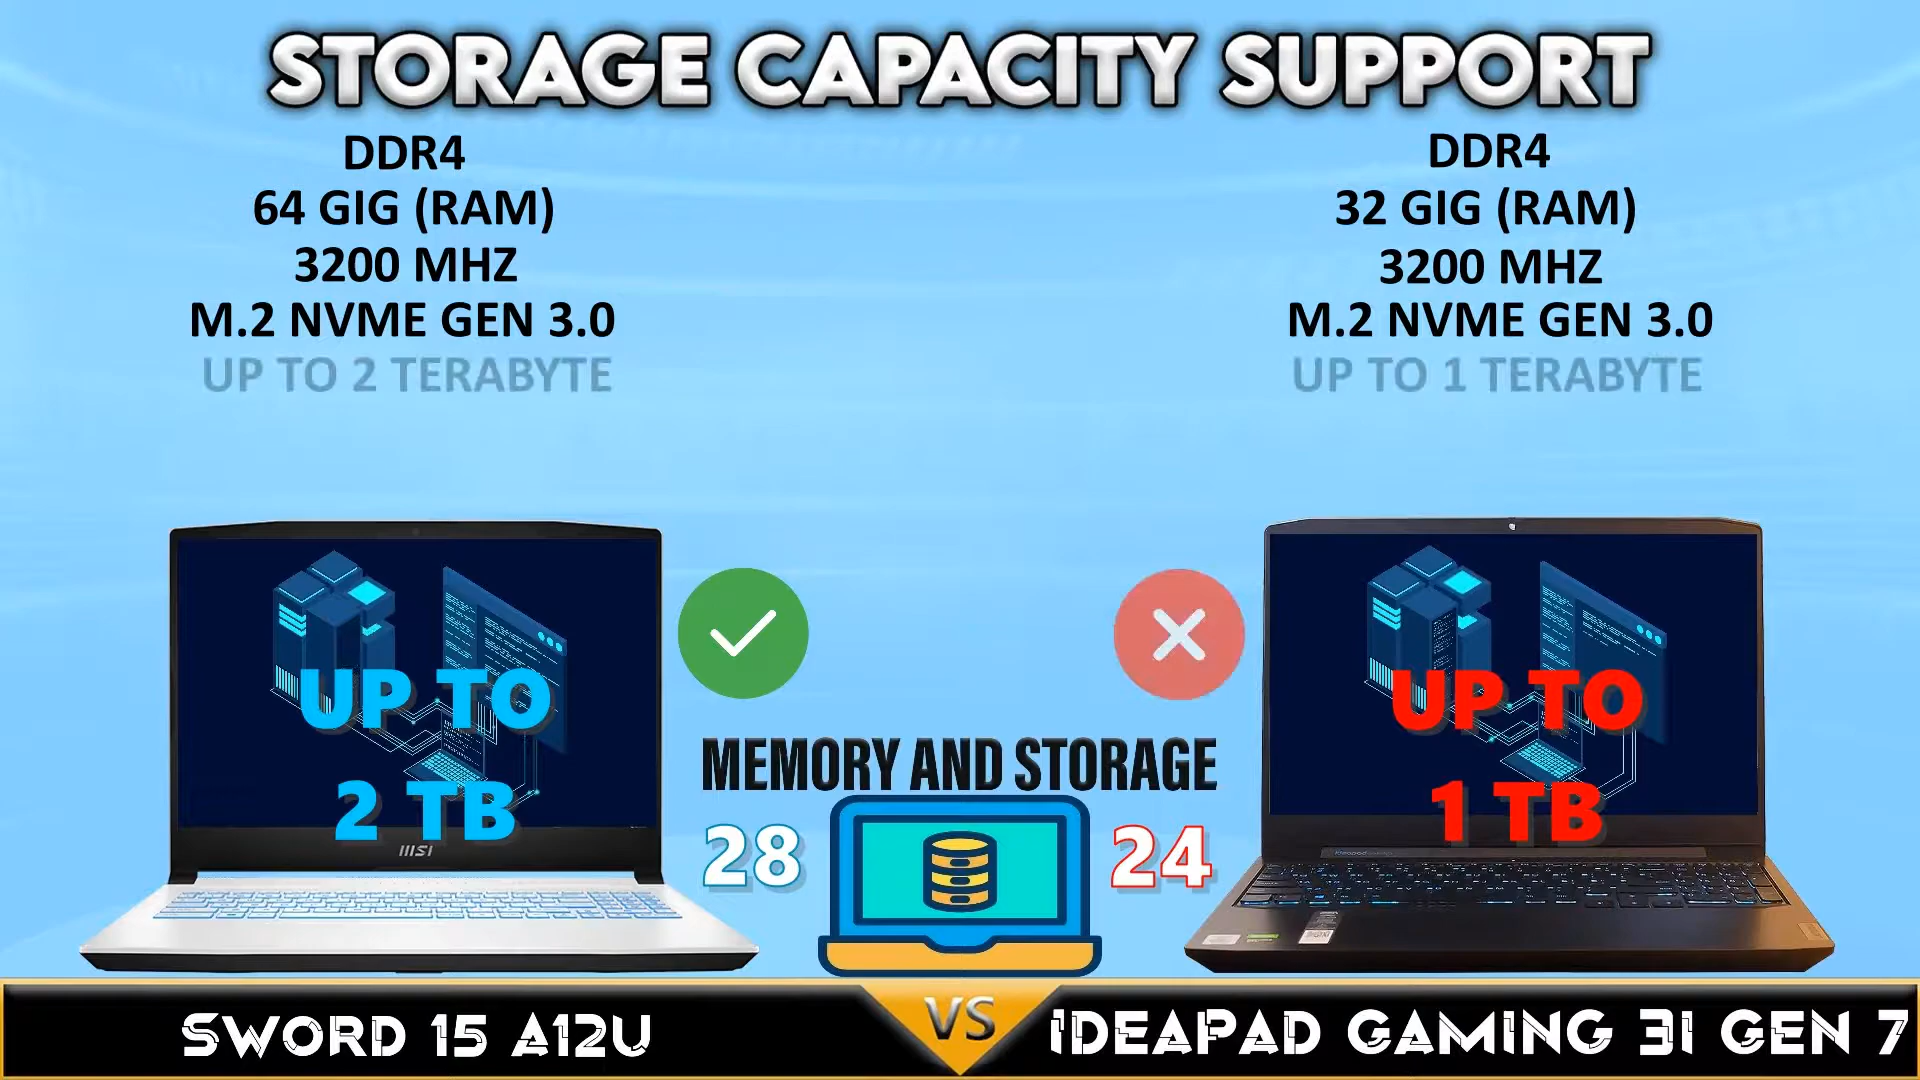 STORAGE CAPACITY SUPPORT
DDR4
64 GIG (RAM)
3200 MHZ
M.2 NVME GEN 3.0
UP TO 2 TERABYTE
DDR4
32 GIG (RAM)
3200 MHZ
M.2 NVME GEN 3.0
UP TO 1 TERABYTE
UP TO
2 TB
msi
MEMORY AND STORAGE
28
24
UP TO
1 TB
SWORD 15 A12U
VS
IDEAPAD GAMING 3I GEN 7